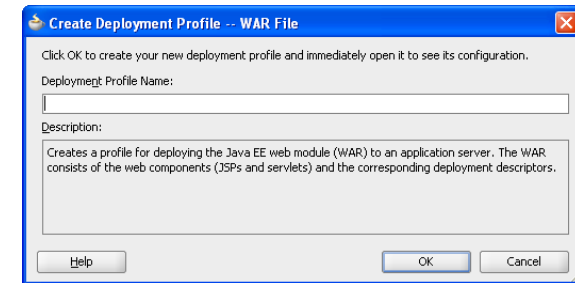 Create Deployment Profile -- WAR File
Click OK to create your new deployment profile and immediately open it to see its configuration.
Deployment Profile Name:
Description:
Creates a profile for deploying the Java EE web module (WAR) to an application server. The WAR
consists of the web components (JSPs and servlets) and the corresponding deployment descriptors.
Help OK Cancel